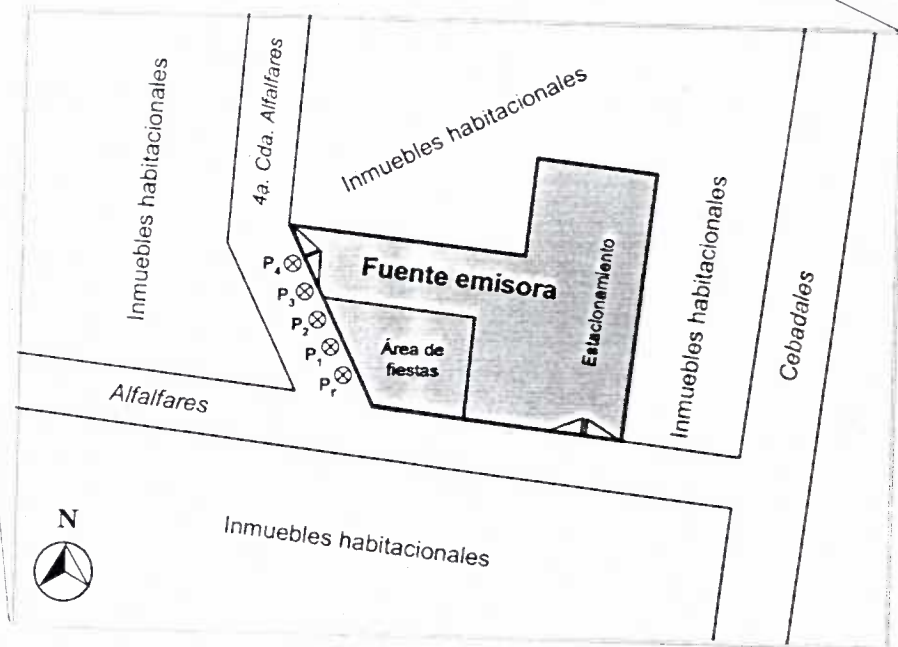 Inmuebles habitacionales
4a. Cda. Alfalfares
Inmuebles habitacionales
Fuente emisora
Estacionamiento
Inmuebles habitacionales
Cebadales
P4
P3
P2
P1
Pr
Área de
fiestas
Alfalfares
N
Inmuebles habitacionales